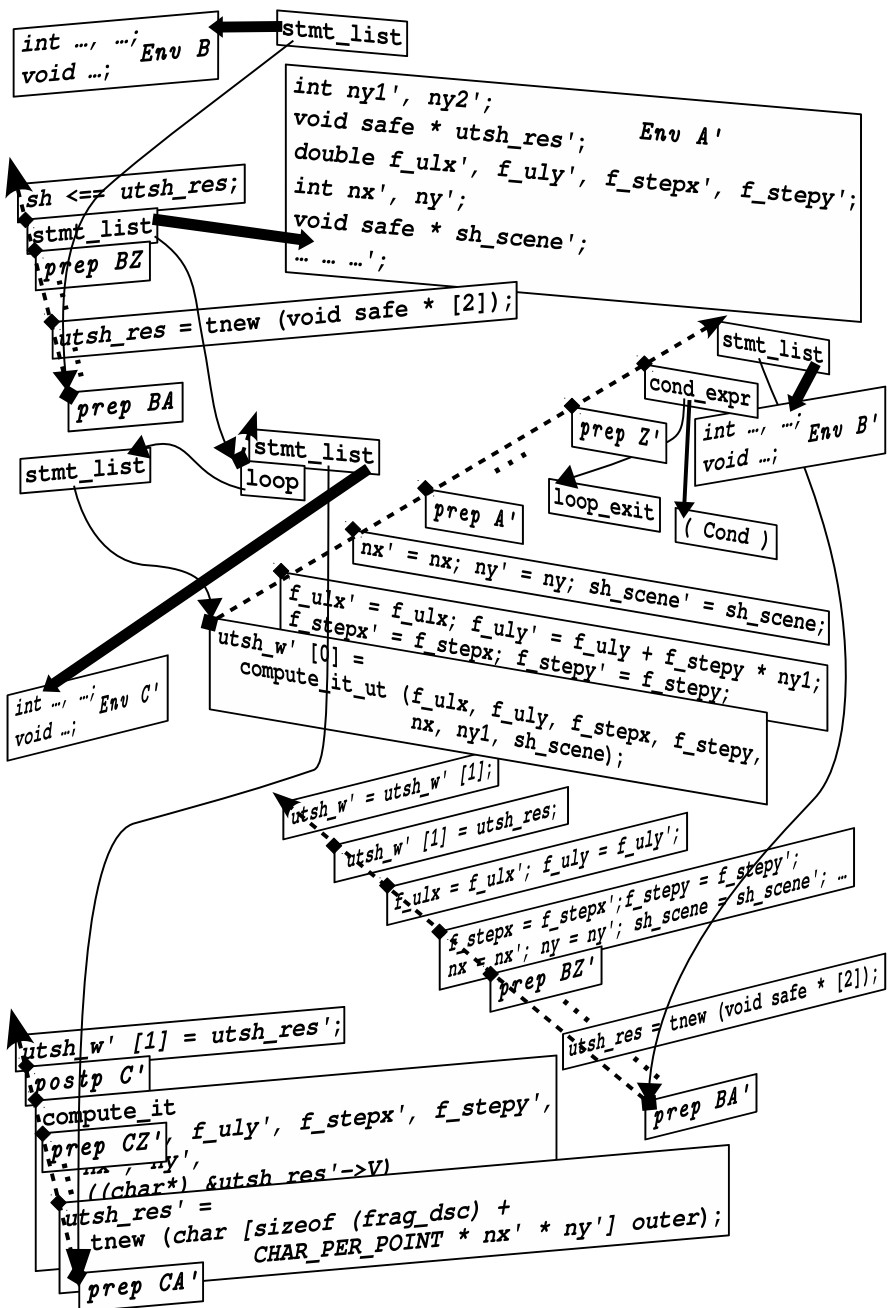 int …, …;
void …;
Env B
stmt_list
int ny1', ny2';
void safe * utsh_res';
Env A'
double f_ulx', f_uly', f_stepx', f_stepy';
int nx', ny';
void safe * sh_scene';
… … …';
sh <== utsh_res;
stmt_list
prep BZ
utsh_res = tnew (void safe * [2]);
prep BA
stmt_list
stmt_list
loop
stmt_list
cond_expr
prep Z'
int …, …;
void …;
Env B'
loop_exit
( Cond )
prep A'
nx' = nx; ny' = ny; sh_scene' = sh_scene;
f_ulx' = f_ulx; f_uly' = f_uly + f_stepy * ny1;
f_stepx' = f_stepx; f_stepy' = f_stepy;
utsh_w' [0] =
compute_it_ut (f_ulx, f_uly, f_stepx, f_stepy,
nx, ny1, sh_scene);
int …, …;
void …;
Env C'
utsh_w' = utsh_w' [1];
utsh_w' [1] = utsh_res;
f_ulx = f_ulx'; f_uly = f_uly';
f_stepx = f_stepx';f_stepy = f_stepy';
nx = nx'; ny = ny'; sh_scene = sh_scene'; …
prep BZ'
utsh_res = tnew (void safe * [2]);
prep BA'
utsh_w' [1] = utsh_res';
postp C'
compute_it
, f_uly', f_stepx', f_stepy',
prep CZ'
nx', ny',
((char*) &utsh_res'->V)
utsh_res' =
tnew (char [sizeof (frag_dsc) +
CHAR_PER_POINT * nx' * ny'] outer);
prep CA'